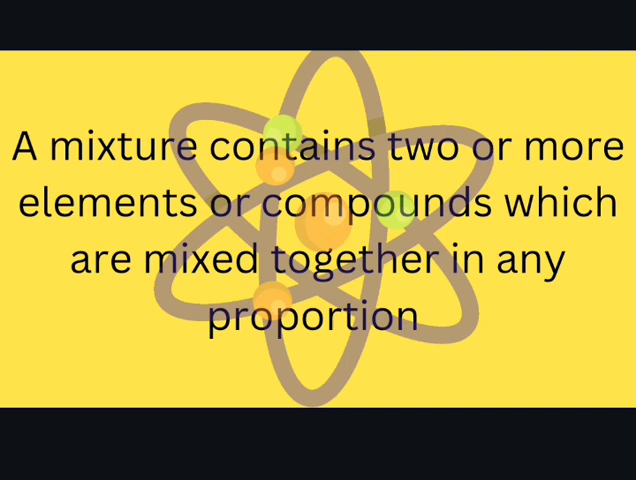 A mixture contains two or more
elements or compounds which
are mixed together in any
proportion